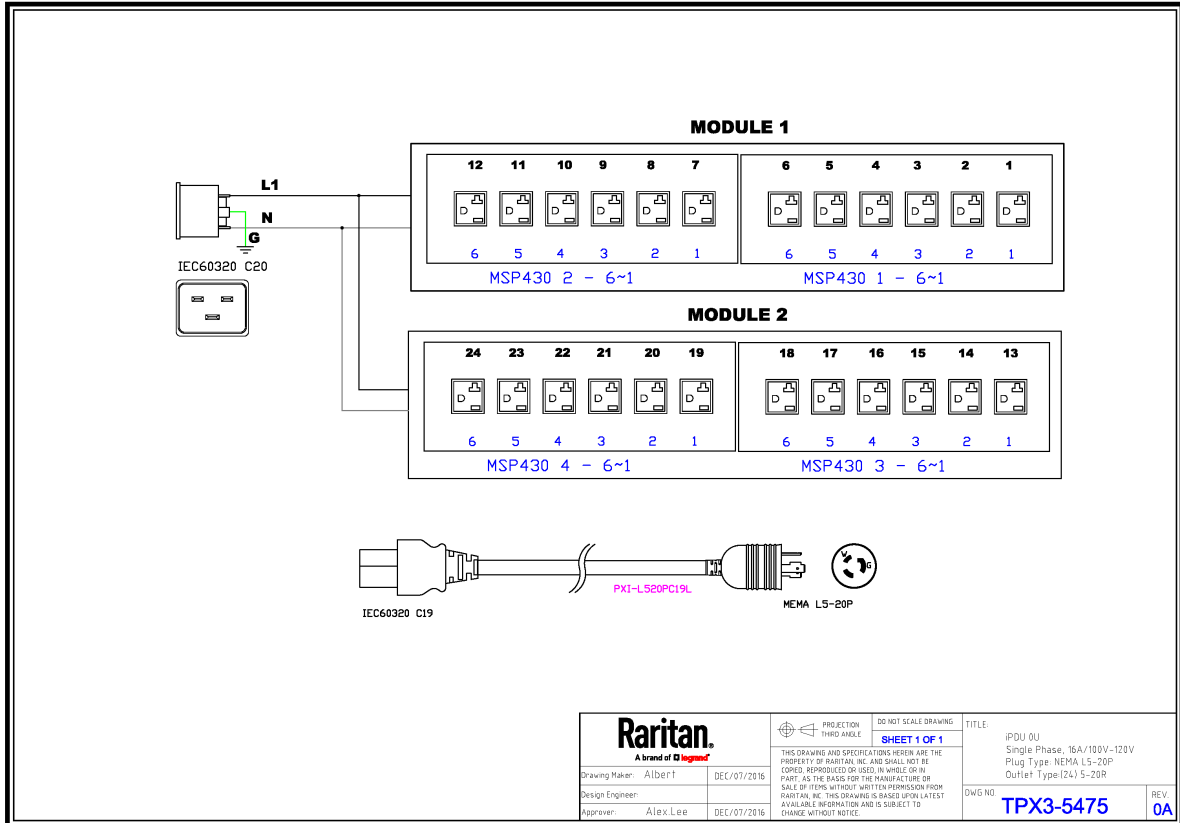 MODULE 1
12 11 10 9 8 7 6 5 4 3 2 1
L1
N
G
D D D D D D D D D D D D
6 5 4 3 2 1 6 5 4 3 2 1
IEC60320 C20
MSP430 2 - 6~1 MSP430 1 - 6~1
MODULE 2
24 23 22 21 20 19 18 17 16 15 14 13
D D D D D D D D D D D D
6 5 4 3 2 1 6 5 4 3 2 1
MSP430 4 - 6~1 MSP430 3 - 6~1
W
G
PXI-L520PC19L
IEC60320 C19
MEMA L5-20P
Raritan.
A brand of legrand
Drawing Maker: Albert DEC/07/2016
Design Engineer:
Approver: Alex.Lee DEC/07/2016
PROJECTION
THIRD ANGLE
DO NOT SCALE DRAWING
SHEET 1 OF 1
THIS DRAWING AND SPECIFICATIONS HEREIN ARE THE
PROPERTY OF RARITAN, INC. AND SHALL NOT BE
COPIED, REPRODUCED OR USED, IN WHOLE OR IN
PART, AS THE BASIS FOR THE MANUFACTURE OR
SALE OF ITEMS WITHOUT WRITTEN PERMISSION FROM
RARITAN, INC. THIS DRAWING IS BASED UPON LATEST
AVAILABLE INFORMATION AND IS SUBJECT TO
CHANGE WITHOUT NOTICE.
TITLE:
iPDU 0U
Single Phase, 16A/100V-120V
Plug Type: NEMA L5-20P
Outlet Type:(24) 5-20R
DWG NO.
TPX3-5475
REV.
0A